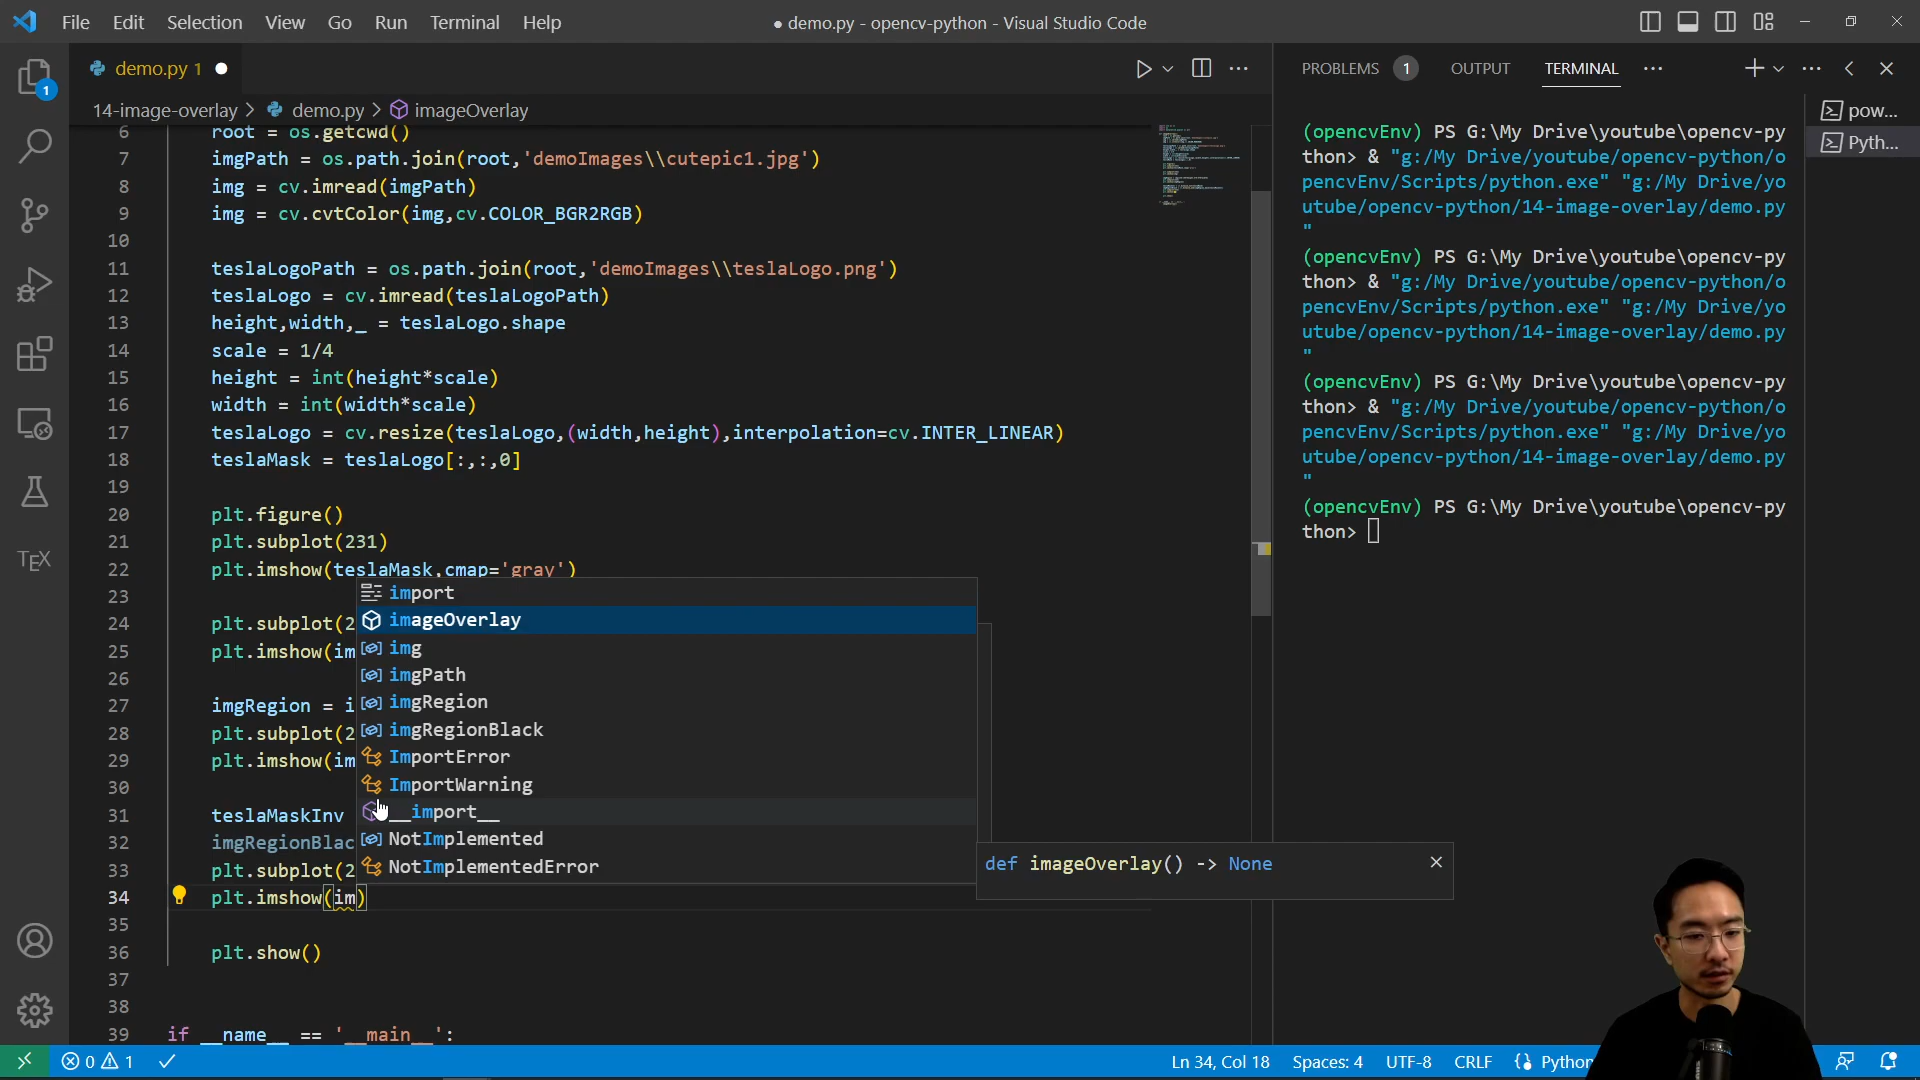 File Edit Selection View Go Run Terminal Help
● demo.py - opencv-python - Visual Studio Code
demo.py 1 ●
14-image-overlay > demo.py > imageOverlay
6 root = os.getcwd()
7 imgPath = os.path.join(root,'demoImages\\cutepic1.jpg')
8 img = cv.imread(imgPath)
9 img = cv.cvtColor(img,cv.COLOR_BGR2RGB)
10
11 teslaLogoPath = os.path.join(root,'demoImages\\teslaLogo.png')
12 teslaLogo = cv.imread(teslaLogoPath)
13 height,width,_ = teslaLogo.shape
14 scale = 1/4
15 height = int(height*scale)
16 width = int(width*scale)
17 teslaLogo = cv.resize(teslaLogo,(width,height),interpolation=cv.INTER_LINEAR)
18 teslaMask = teslaLogo[:,:,0]
19
20 plt.figure()
21 plt.subplot(231)
22 plt.imshow(teslaMask,cmap='gray')
23
24 plt.subplot(2
25 plt.imshow(im
26
27 imgRegion = i
28 plt.subplot(2
29 plt.imshow(im
30
31 teslaMaskInv
32 imgRegionBlac
33 plt.subplot(2
34 plt.imshow(im)
35
36 plt.show()
37
38
39 if __name__ == '__main__':
import
imageOverlay
img
imgPath
imgRegion
imgRegionBlack
ImportError
ImportWarning
__import__
NotImplemented
NotImplementedError
def imageOverlay() -> None
PROBLEMS 1 OUTPUT TERMINAL
(opencvEnv) PS G:\My Drive\youtube\opencv-py
thon> & "g:/My Drive/youtube/opencv-python/o
pencvEnv/Scripts/python.exe" "g:/My Drive/yo
utube/opencv-python/14-image-overlay/demo.py
"
(opencvEnv) PS G:\My Drive\youtube\opencv-py
thon> & "g:/My Drive/youtube/opencv-python/o
pencvEnv/Scripts/python.exe" "g:/My Drive/yo
utube/opencv-python/14-image-overlay/demo.py
"
(opencvEnv) PS G:\My Drive\youtube\opencv-py
thon> & "g:/My Drive/youtube/opencv-python/o
pencvEnv/Scripts/python.exe" "g:/My Drive/yo
utube/opencv-python/14-image-overlay/demo.py
"
(opencvEnv) PS G:\My Drive\youtube\opencv-py
thon>
pow...
Pyth...
1
TEX
0 1
Ln 34, Col 18 Spaces: 4 UTF-8 CRLF Python